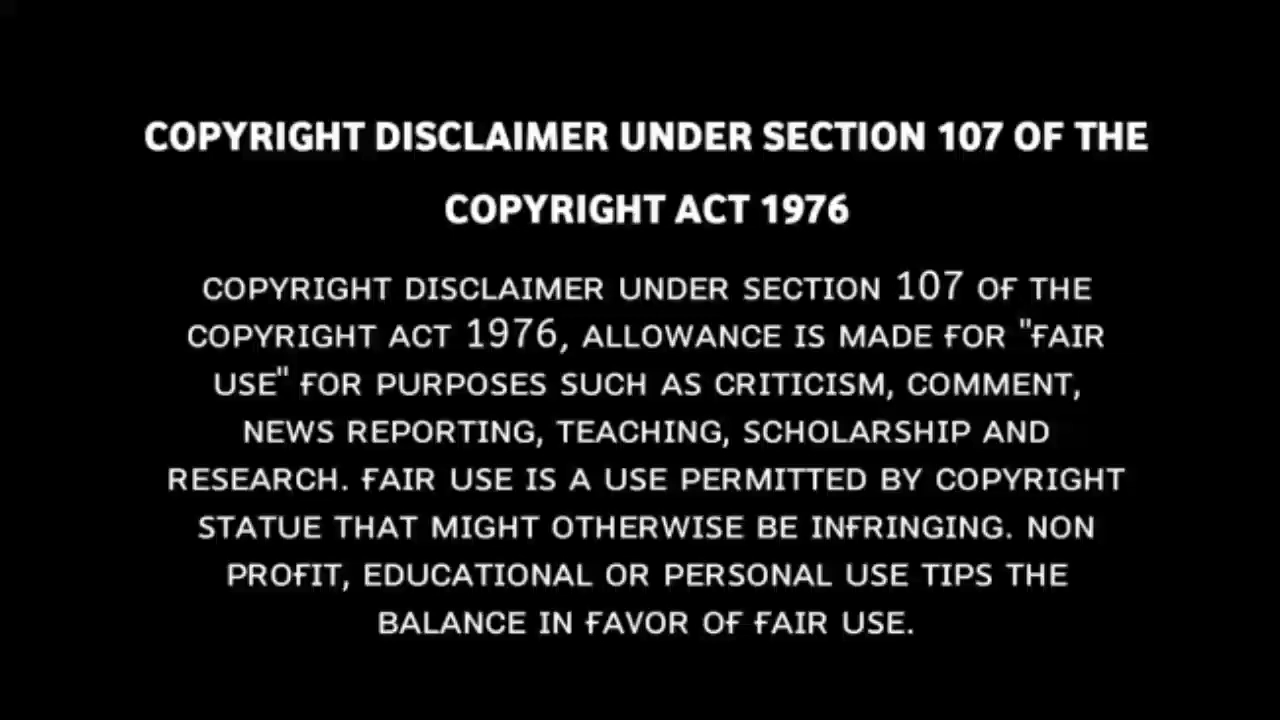 COPYRIGHT DISCLAIMER UNDER SECTION 107 OF THE
COPYRIGHT ACT 1976
COPYRIGHT DISCLAIMER UNDER SECTION 107 OF THE
COPYRIGHT ACT 1976, ALLOWANCE IS MADE FOR "FAIR
USE" FOR PURPOSES SUCH AS CRITICISM, COMMENT,
NEWS REPORTING, TEACHING, SCHOLARSHIP AND
RESEARCH. FAIR USE IS A USE PERMITTED BY COPYRIGHT
STATUE THAT MIGHT OTHERWISE BE INFRINGING. NON
PROFIT, EDUCATIONAL OR PERSONAL USE TIPS THE
BALANCE IN FAVOR OF FAIR USE.